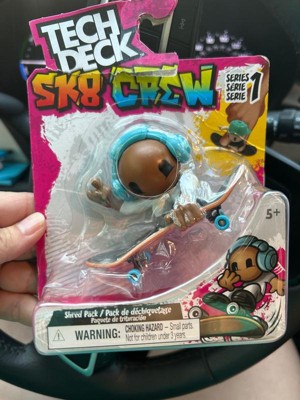 TECH
DECK
SK8 CREW
SERIES
SÉRIE
SERIE
1
5+
Shred Pack / Pack de déchiquetage
Paquete de trituración
WARNING: CHOKING HAZARD — Small parts.
Not for children under 3 years.